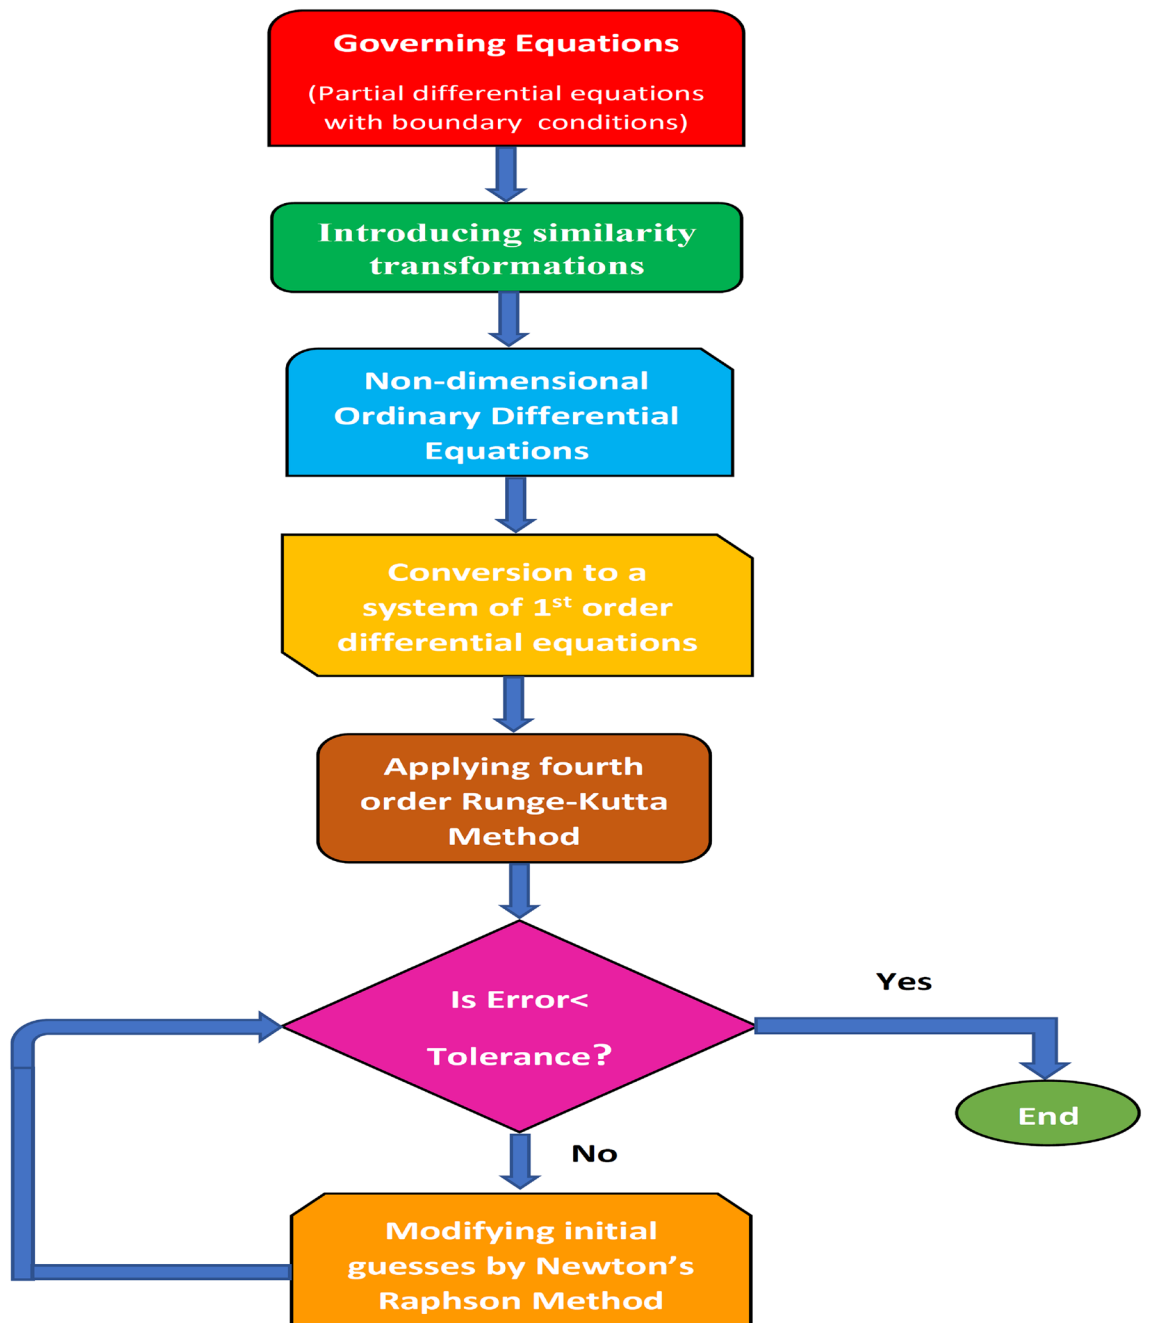 Governing Equations
(Partial differential equations
with boundary conditions)
Introducing similarity
transformations
Non-dimensional
Ordinary Differential
Equations
Conversion to a
system of 1st order
differential equations
Applying fourth
order Runge-Kutta
Method
Is Error<
Tolerance?
Yes
End
No
Modifying initial
guesses by Newton’s
Raphson Method